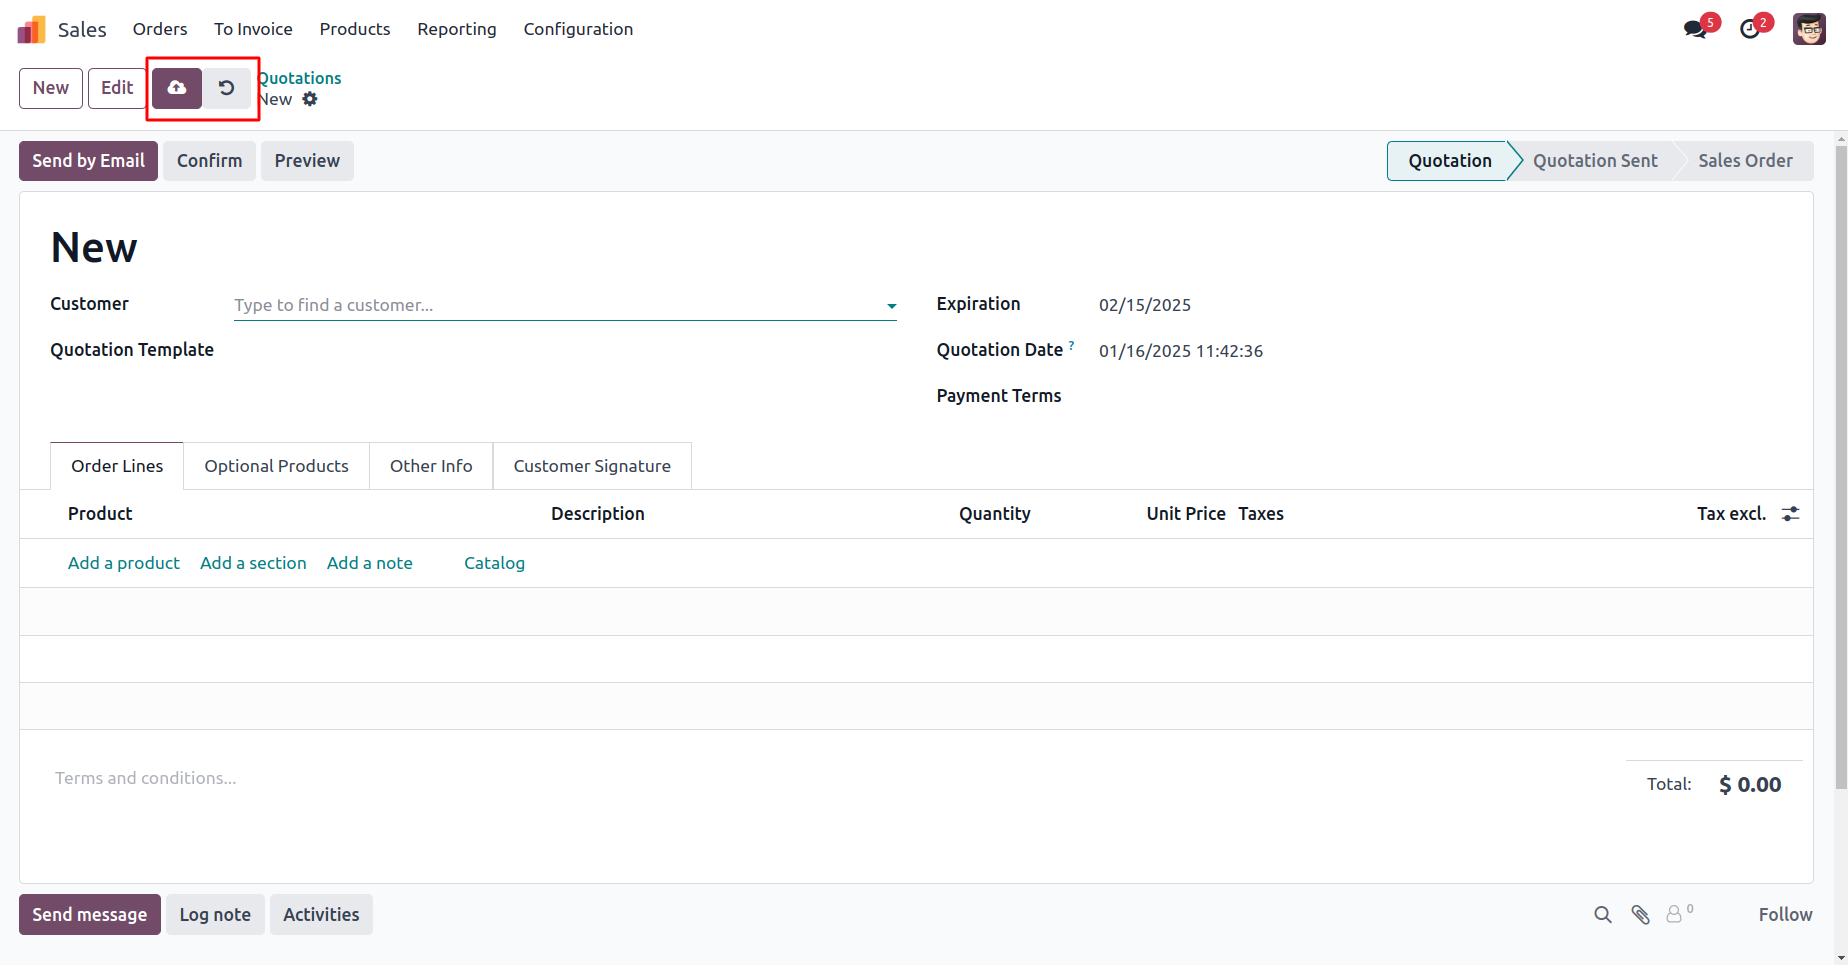 Sales Orders To Invoice Products Reporting Configuration 5 2
New Edit Quotations
New
Send by Email Confirm Preview Quotation Quotation Sent Sales Order
New
Customer Type to find a customer... Expiration 02/15/2025
Quotation Template Quotation Date ? 01/16/2025 11:42:36
Payment Terms
Order Lines Optional Products Other Info Customer Signature
Product Description Quantity Unit Price Taxes Tax excl.
Add a product Add a section Add a note Catalog
Terms and conditions... Total: $ 0.00
Send message Log note Activities 0 Follow